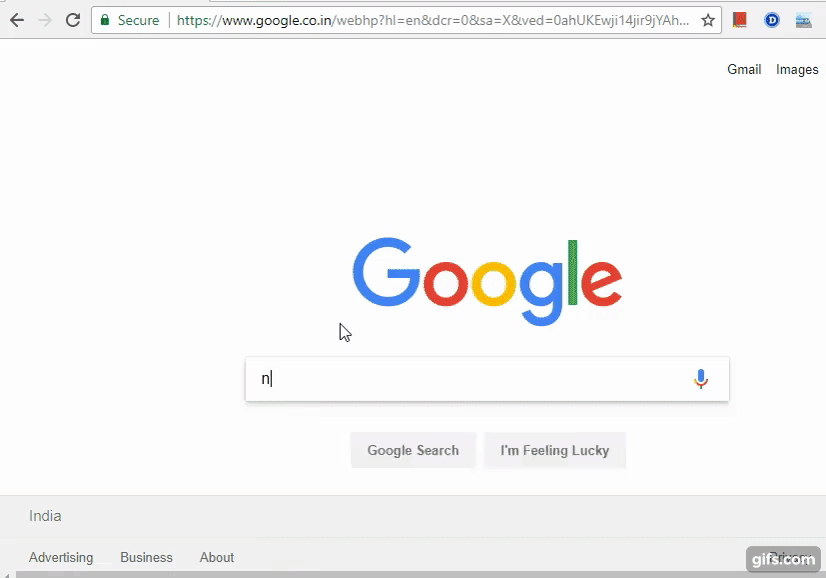 Secure https://www.google.co.in/webhp?hl=en&dcr=0&sa=X&ved=0ahUKEwji14jir9jYAh...
Gmail Images
Google
n
Google Search I'm Feeling Lucky
India
Advertising Business About
gifs.com